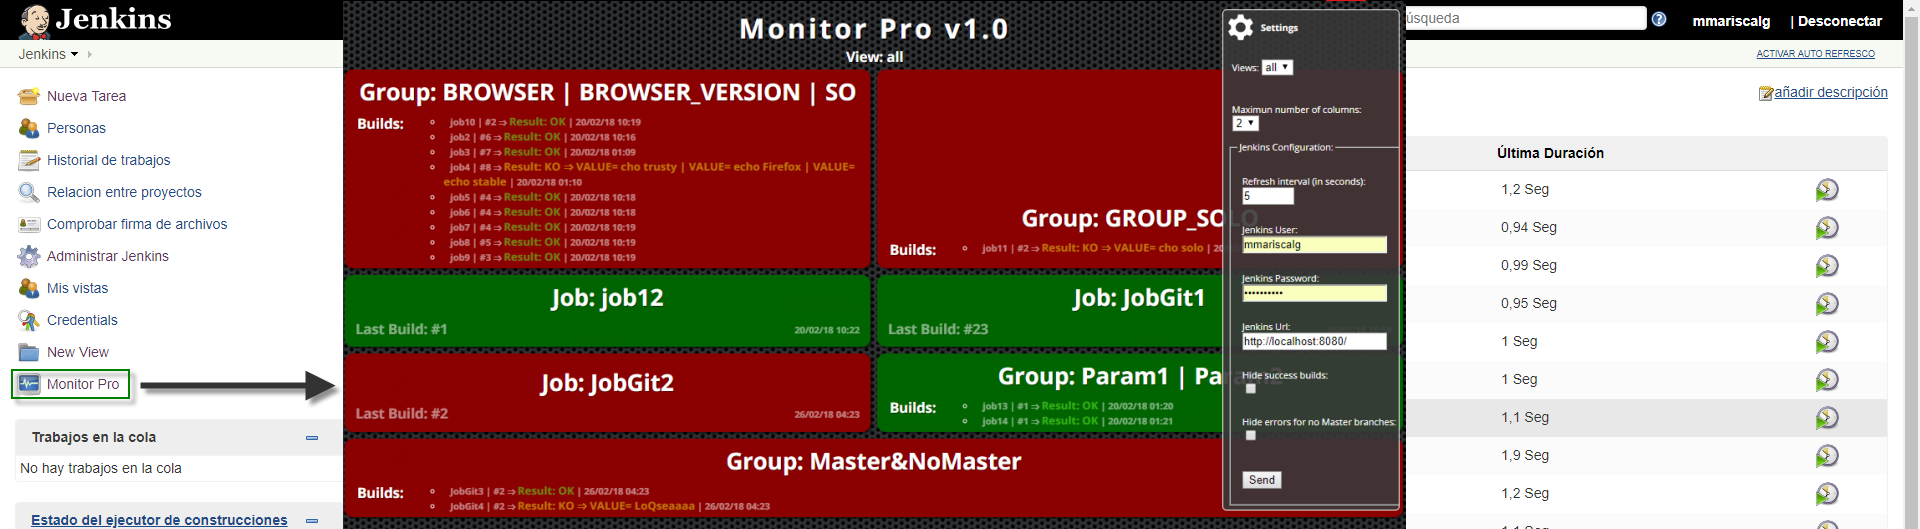 Jenkins
úsqueda
mmariscalg | Desconectar
Jenkins
ACTIVAR AUTO REFRESCO
Nueva Tarea
Personas
Historial de trabajos
Relacion entre proyectos
Comprobar firma de archivos
Administrar Jenkins
Mis vistas
Credentials
New View
Monitor Pro
Trabajos en la cola
No hay trabajos en la cola
Estado del ejecutor de construcciones
Monitor Pro v1.0
View: all
Group: BROWSER | BROWSER_VERSION | SO
Builds:
job10 | #2 ⇒ Result: OK | 20/02/18 10:19
job2 | #6 ⇒ Result: OK | 20/02/18 10:16
job3 | #7 ⇒ Result: OK | 20/02/18 01:09
job4 | #8 ⇒ Result: KO ⇒ VALUE= cho trusty | VALUE= echo Firefox | VALUE=
echo stable | 20/02/18 01:10
job5 | #4 ⇒ Result: OK | 20/02/18 10:18
job6 | #4 ⇒ Result: OK | 20/02/18 10:18
job7 | #4 ⇒ Result: OK | 20/02/18 10:19
job8 | #5 ⇒ Result: OK | 20/02/18 10:19
job9 | #3 ⇒ Result: OK | 20/02/18 10:19
Group: GROUP_SOLO
Builds:
job11 | #2 ⇒ Result: KO ⇒ VALUE= cho solo | 20
Job: job12
Last Build: #1
20/02/18 10:22
Job: JobGit1
Last Build: #23
Job: JobGit2
Last Build: #2
26/02/18 04:23
Group: Param1 | Param2
Builds:
job13 | #1 ⇒ Result: OK | 20/02/18 01:20
job14 | #1 ⇒ Result: OK | 20/02/18 01:21
Group: Master&NoMaster
Builds:
JobGit3 | #2 ⇒ Result: OK | 26/02/18 04:23
JobGit4 | #2 ⇒ Result: KO ⇒ VALUE= LoQseaaaa | 26/02/18 04:23
Settings
Views: all
Maximun number of columns:
2
Jenkins Configuration:
Refresh interval (in seconds):
5
Jenkins User:
mmariscalg
Jenkins Password:
••••••••••
Jenkins Url:
http://localhost:8080/
Hide success builds:
Hide errors for no Master branches:
Send
añadir descripción
Última Duración
1,2 Seg
0,94 Seg
0,99 Seg
0,95 Seg
1 Seg
1 Seg
1,1 Seg
1,9 Seg
1,2 Seg